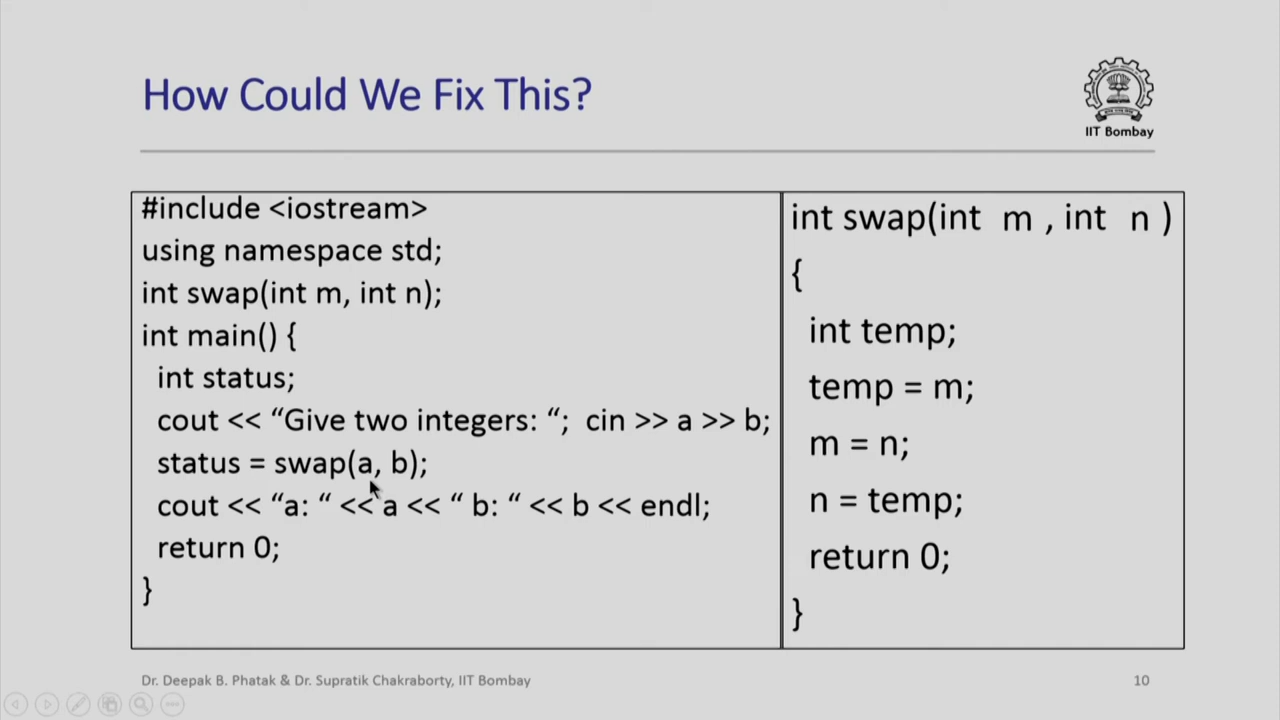 How Could We Fix This?
IIT Bombay
#include <iostream>
using namespace std;
int swap(int m, int n);
int main() {
int status;
cout << “Give two integers: “; cin >> a >> b;
status = swap(a, b);
cout << “a: “ << a << “ b: “ << b << endl;
return 0;
}
int swap(int m , int n )
{
int temp;
temp = m;
m = n;
n = temp;
return 0;
}
Dr. Deepak B. Phatak & Dr. Supratik Chakraborty, IIT Bombay
10